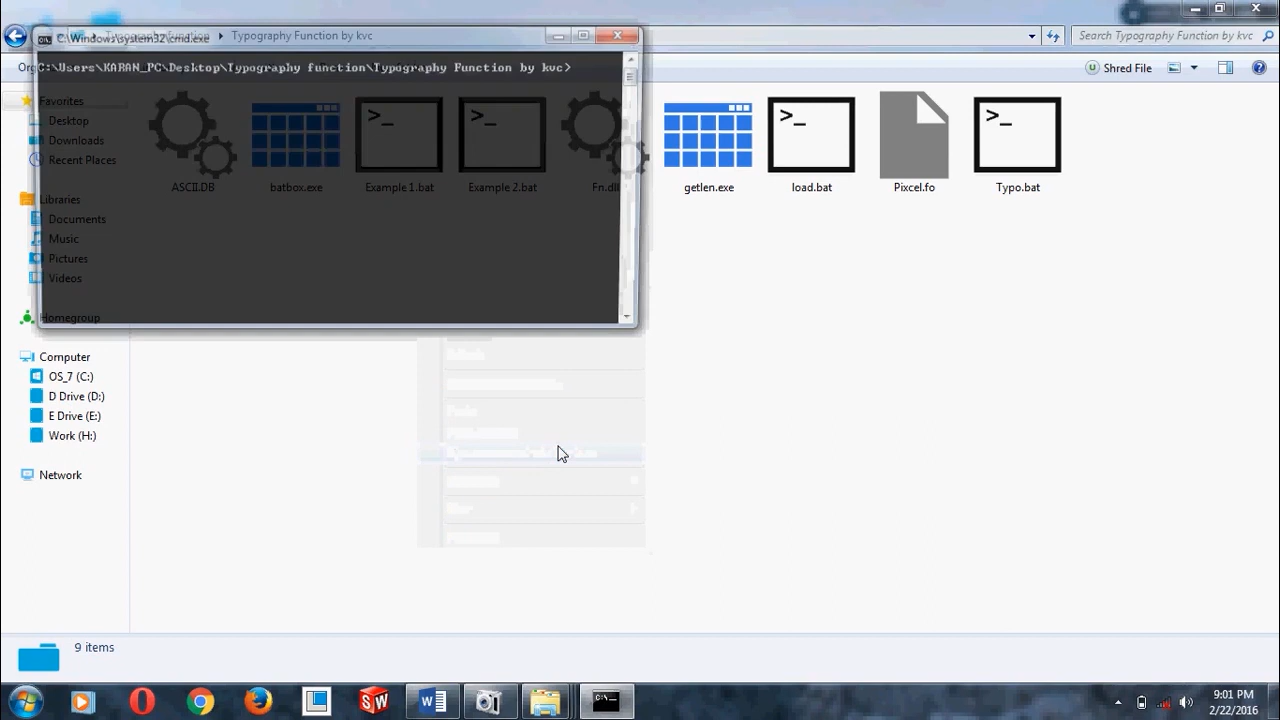 C:\Windows\system32\cmd.exe
Typography Function by kvc
Search Typography Function by kvc
C:\Users\KARAN_PC\Desktop\Typography function\Typography Function by kvc>
Shred File
Favorites
Desktop
Downloads
Recent Places
Libraries
Documents
Music
Pictures
Videos
Homegroup
Computer
OS_7 (C:)
D Drive (D:)
E Drive (E:)
Work (H:)
Network
ASCII.DB
batbox.exe
Example 1.bat
Example 2.bat
Fn.dll
getlen.exe
load.bat
Pixcel.fo
Typo.bat
9 items
9:01 PM
2/22/2016